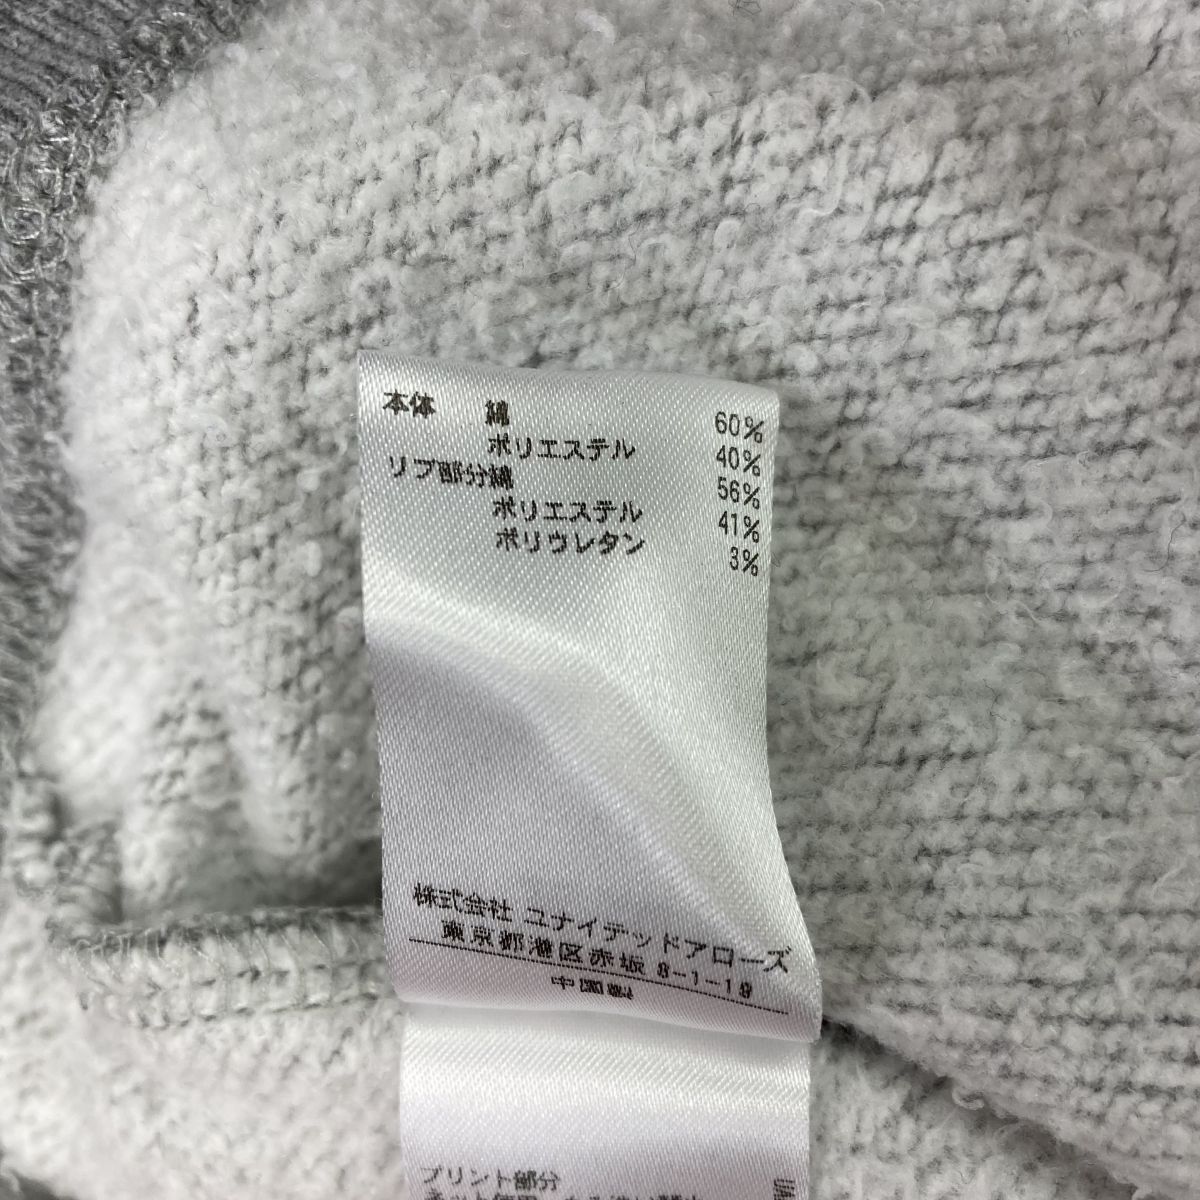 本体 綿 60%
ポリエステル 40%
リブ部分綿 56%
ポリエステル 41%
ポリウレタン 3%
株式会社 ユナイテッドアローズ
東京都港区赤坂 8-1-19
中国製
プリント部分